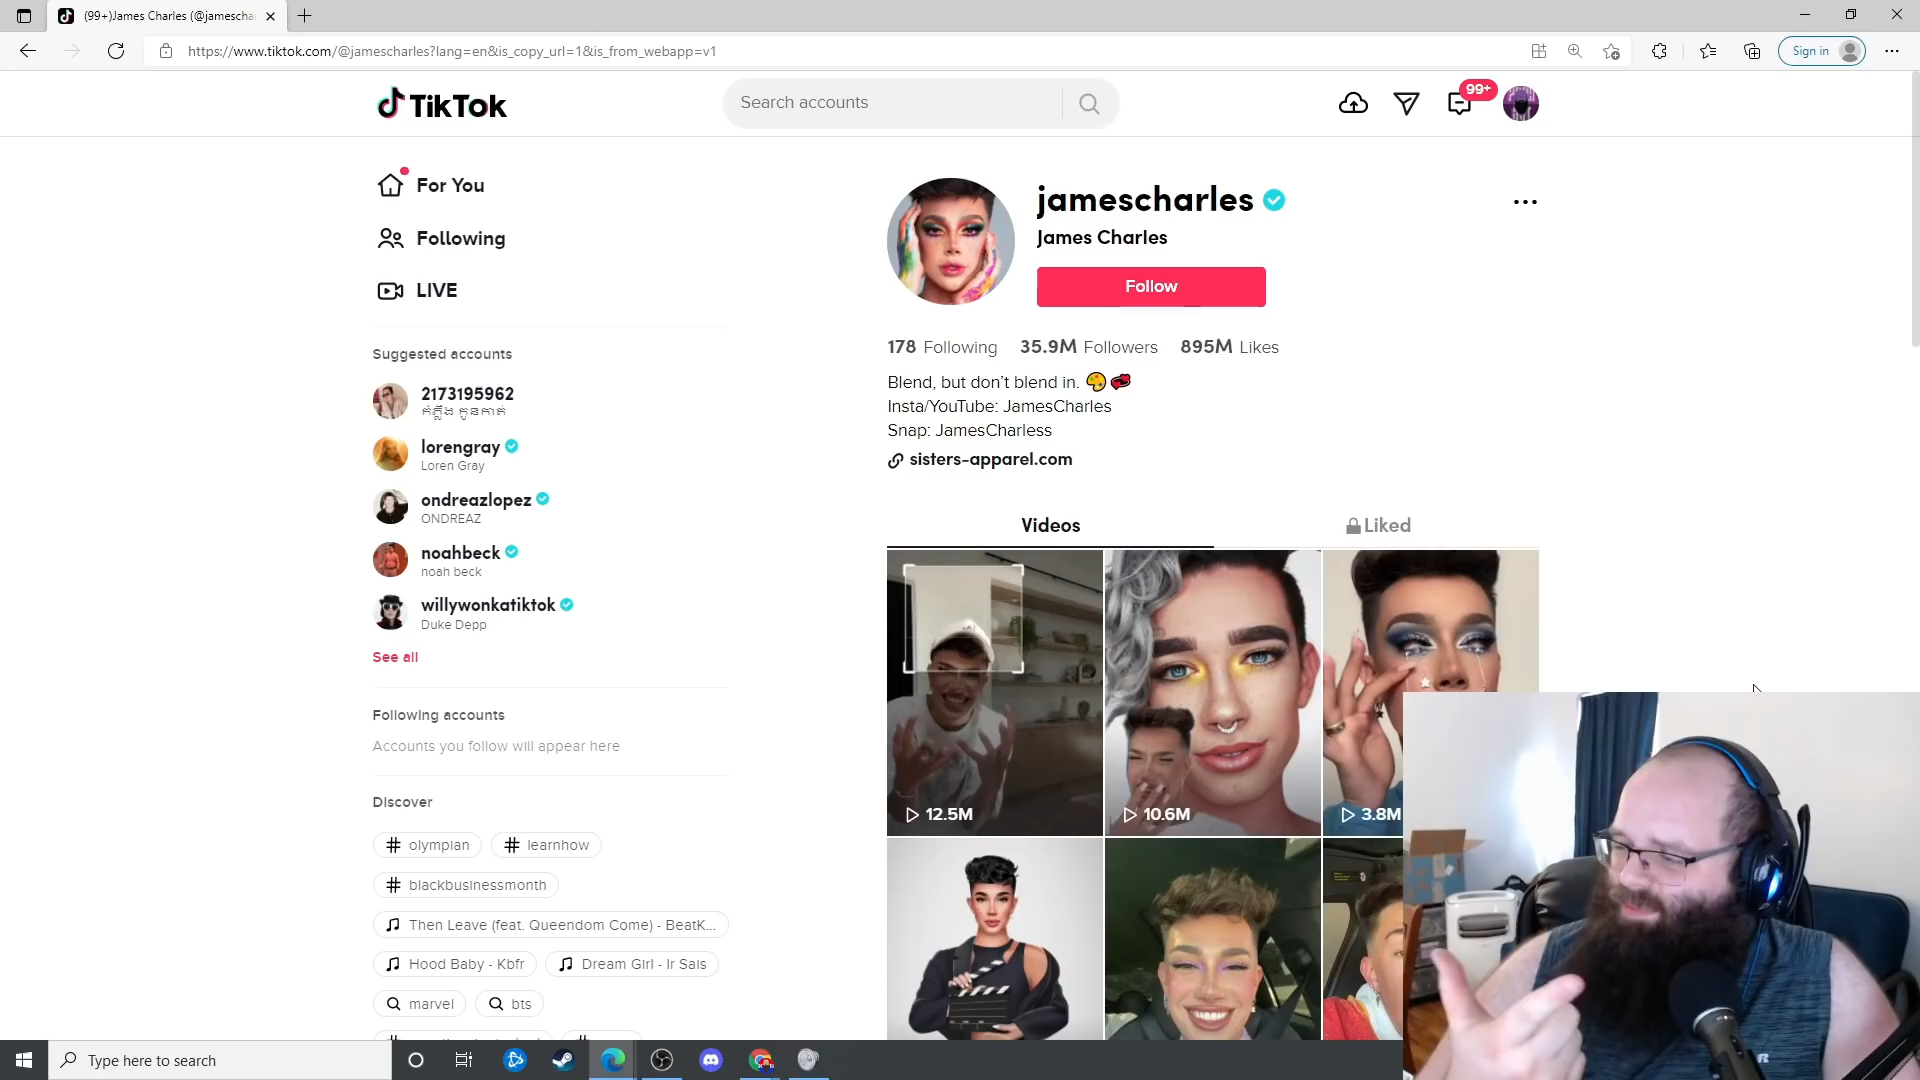 (99+)James Charles (@jamescha
https://www.tiktok.com/@jamescharles?lang=en&is_copy_url=1&is_from_webapp=v1
Sign in
TikTok
Search accounts
99+
For You
Following
LIVE
Suggested accounts
2173195962
lorengray
Loren Gray
ondreazlopez
ONDREAZ
noahbeck
noah beck
willywonkatiktok
Duke Depp
See all
Following accounts
Accounts you follow will appear here
Discover
# olympian
# learnhow
# blackbusinessmonth
Then Leave (feat. Queendom Come) - BeatK...
Hood Baby - Kbfr
Dream Girl - Ir Sais
marvel
bts
jamescharles
James Charles
Follow
178 Following 35.9M Followers 895M Likes
Blend, but don’t blend in. 🎨💋
Insta/YouTube: JamesCharles
Snap: JamesCharless
sisters-apparel.com
Videos
Liked
12.5M
10.6M
3.8M
Type here to search